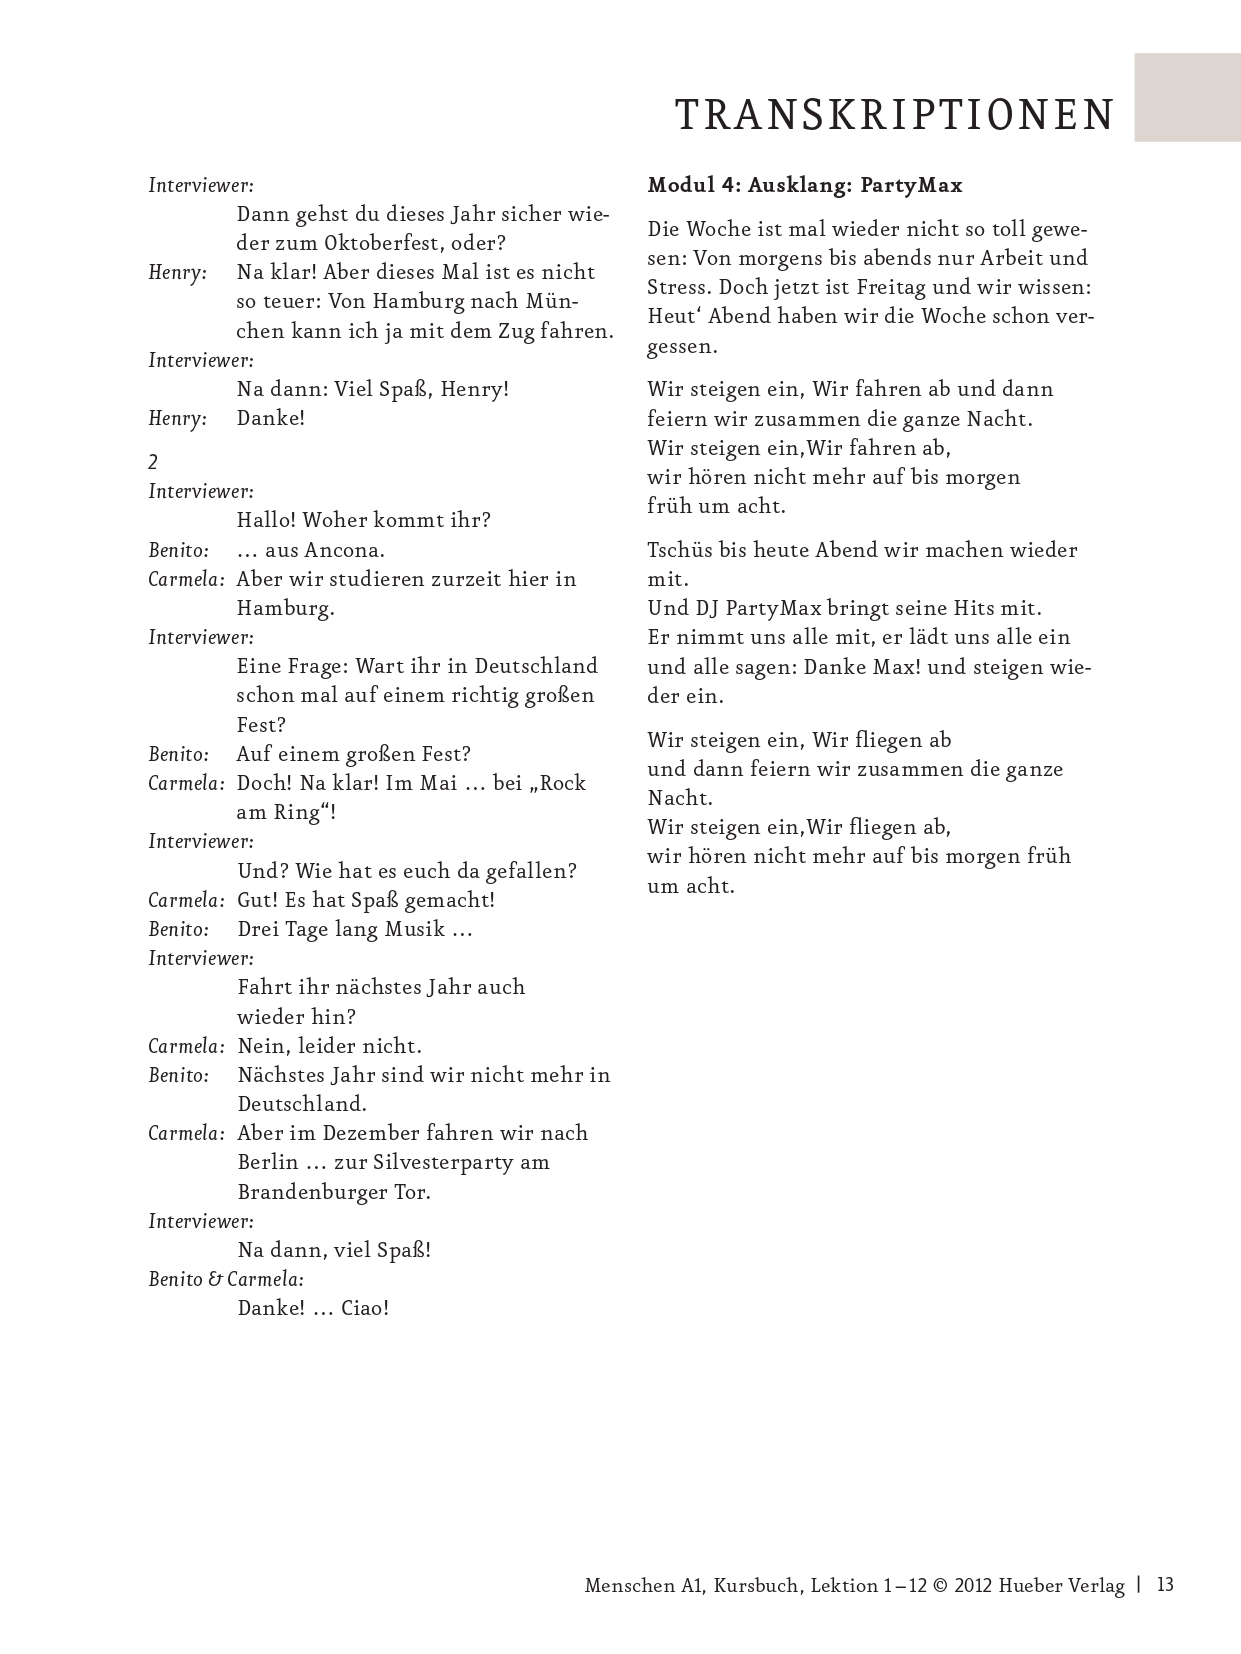 TRANSKRIPTIONEN
Interviewer:
Dann gehst du dieses Jahr sicher wie-
der zum Oktoberfest, oder?
Henry: Na klar! Aber dieses Mal ist es nicht
so teuer: Von Hamburg nach Mün-
chen kann ich ja mit dem Zug fahren.
Interviewer:
Na dann: Viel Spaß, Henry!
Henry: Danke!
2
Interviewer:
Hallo! Woher kommt ihr?
Benito: … aus Ancona.
Carmela: Aber wir studieren zurzeit hier in
Hamburg.
Interviewer:
Eine Frage: Wart ihr in Deutschland
schon mal auf einem richtig großen
Fest?
Benito: Auf einem großen Fest?
Carmela: Doch! Na klar! Im Mai … bei „Rock
am Ring“!
Interviewer:
Und? Wie hat es euch da gefallen?
Carmela: Gut! Es hat Spaß gemacht!
Benito: Drei Tage lang Musik …
Interviewer:
Fahrt ihr nächstes Jahr auch
wieder hin?
Carmela: Nein, leider nicht.
Benito: Nächstes Jahr sind wir nicht mehr in
Deutschland.
Carmela: Aber im Dezember fahren wir nach
Berlin … zur Silvesterparty am
Brandenburger Tor.
Interviewer:
Na dann, viel Spaß!
Benito & Carmela:
Danke! … Ciao!
Modul 4: Ausklang: PartyMax
Die Woche ist mal wieder nicht so toll gewe-
sen: Von morgens bis abends nur Arbeit und
Stress. Doch jetzt ist Freitag und wir wissen:
Heut‘ Abend haben wir die Woche schon ver-
gessen.
Wir steigen ein, Wir fahren ab und dann
feiern wir zusammen die ganze Nacht.
Wir steigen ein,Wir fahren ab,
wir hören nicht mehr auf bis morgen
früh um acht.
Tschüs bis heute Abend wir machen wieder
mit.
Und DJ PartyMax bringt seine Hits mit.
Er nimmt uns alle mit, er lädt uns alle ein
und alle sagen: Danke Max! und steigen wie-
der ein.
Wir steigen ein, Wir fliegen ab
und dann feiern wir zusammen die ganze
Nacht.
Wir steigen ein,Wir fliegen ab,
wir hören nicht mehr auf bis morgen früh
um acht.
Menschen A1, Kursbuch, Lektion 1–12 © 2012 Hueber Verlag | 13